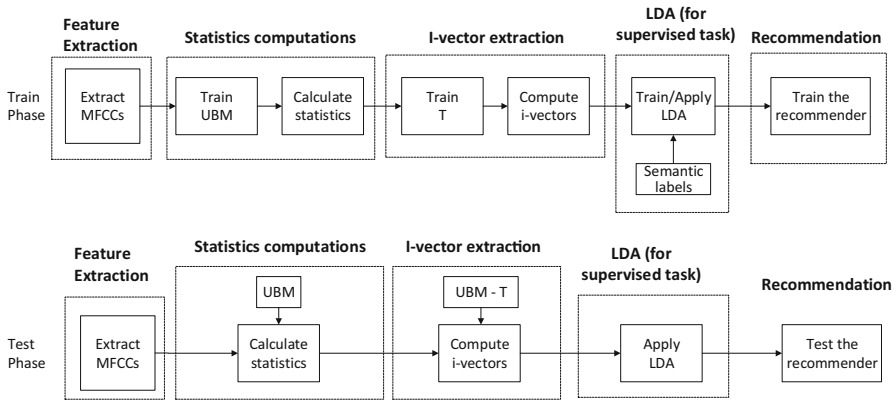 Feature
Extraction
Statistics computations
I-vector extraction
LDA (for
supervised task)
Recommendation
Train
Phase
Extract
MFCCs
Train
UBM
Calculate
statistics
Train
T
Compute
i-vectors
Train/Apply
LDA
Train the
recommender
Semantic
labels
Feature
Extraction
Statistics computations
I-vector extraction
LDA (for
supervised task)
Recommendation
UBM
UBM - T
Test
Phase
Extract
MFCCs
Calculate
statistics
Compute
i-vectors
Apply
LDA
Test the
recommender